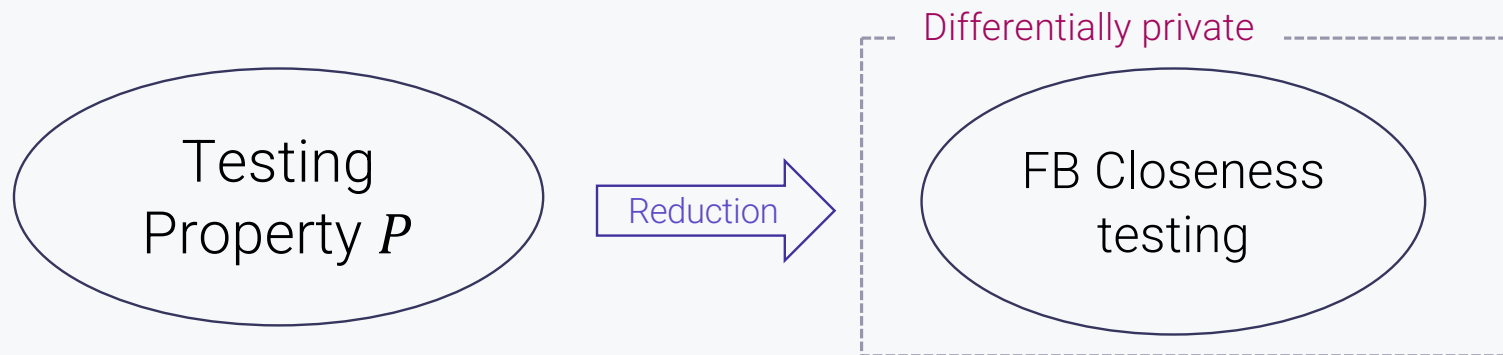 Differentially private
Testing
Property P
Reduction
FB Closeness
testing